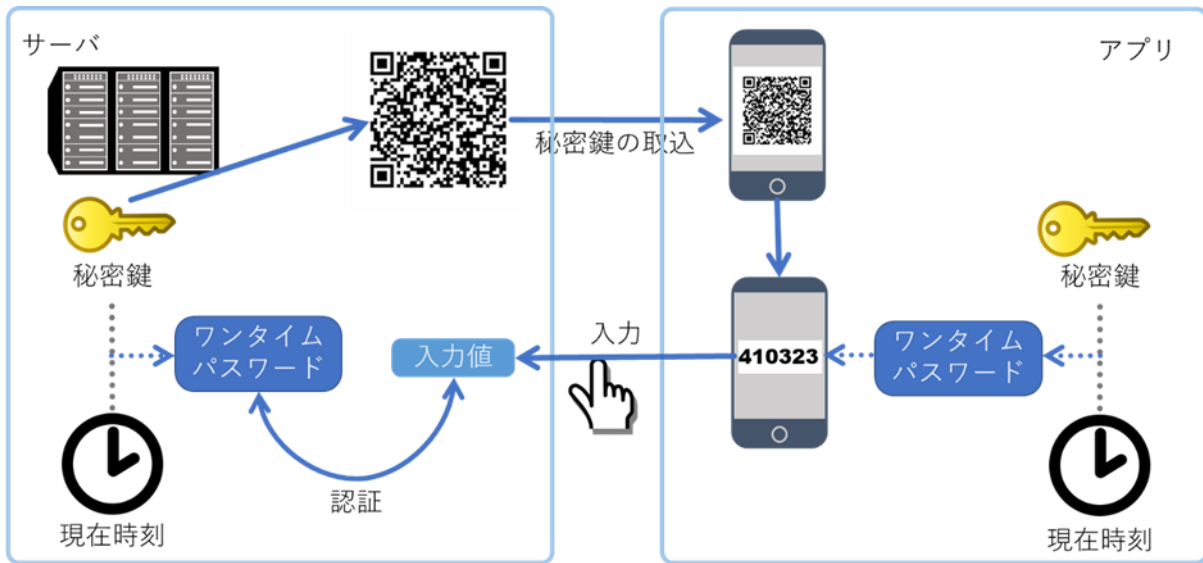 サーバ
アプリ
秘密鍵の取込
秘密鍵
秘密鍵
ワンタイム
パスワード
入力値
入力
410323
ワンタイム
パスワード
認証
現在時刻
現在時刻